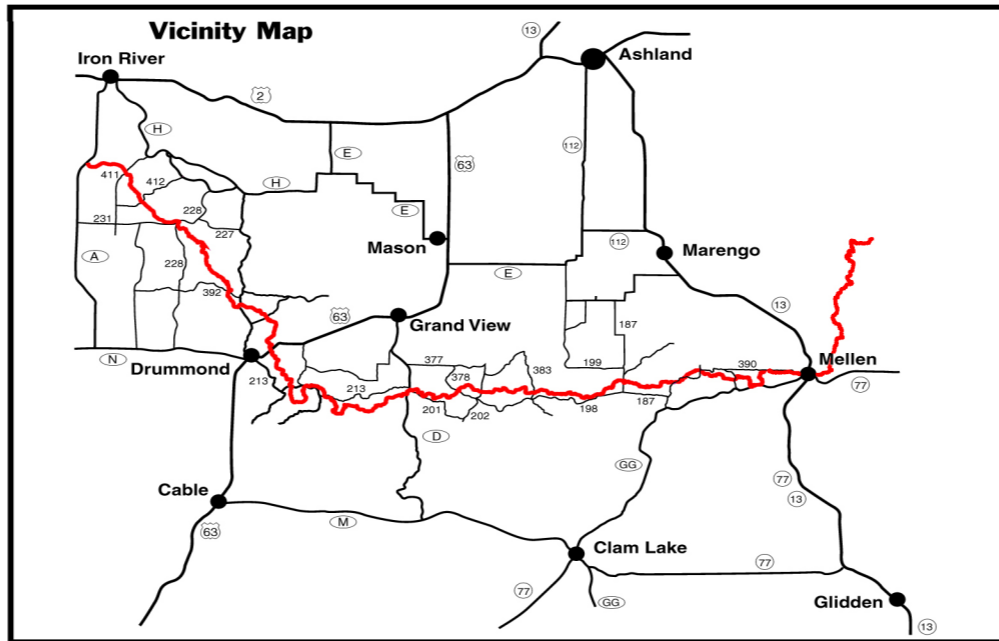 Vicinity Map
13
Ashland
Iron River
2
H
112
E
63
H
411
412
E
228
231
227
Mason
112
Marengo
A
228
E
392
13
63
Grand View
187
N
Drummond
377
199
390
Mellen
213
378
383
77
213
201
202
198
187
D
GG
77
Cable
13
M
63
Clam Lake
77
77
GG
Glidden
13